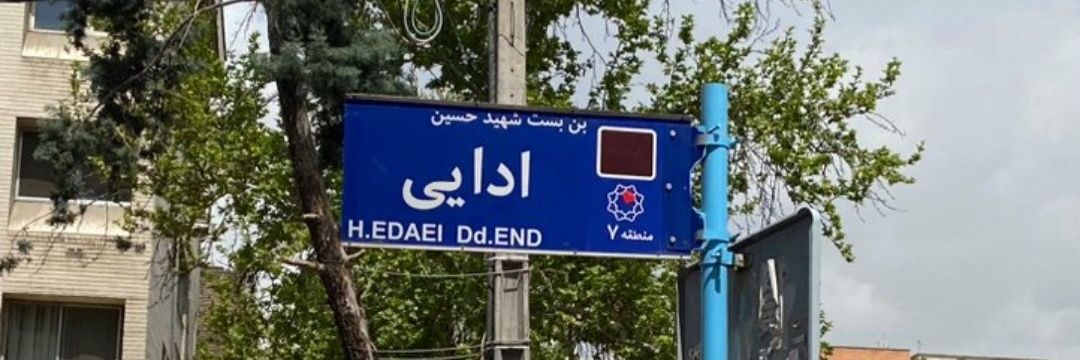 بن بست شهید حسین
ادایی
H.EDAEI Dd.END
منطقه ۷